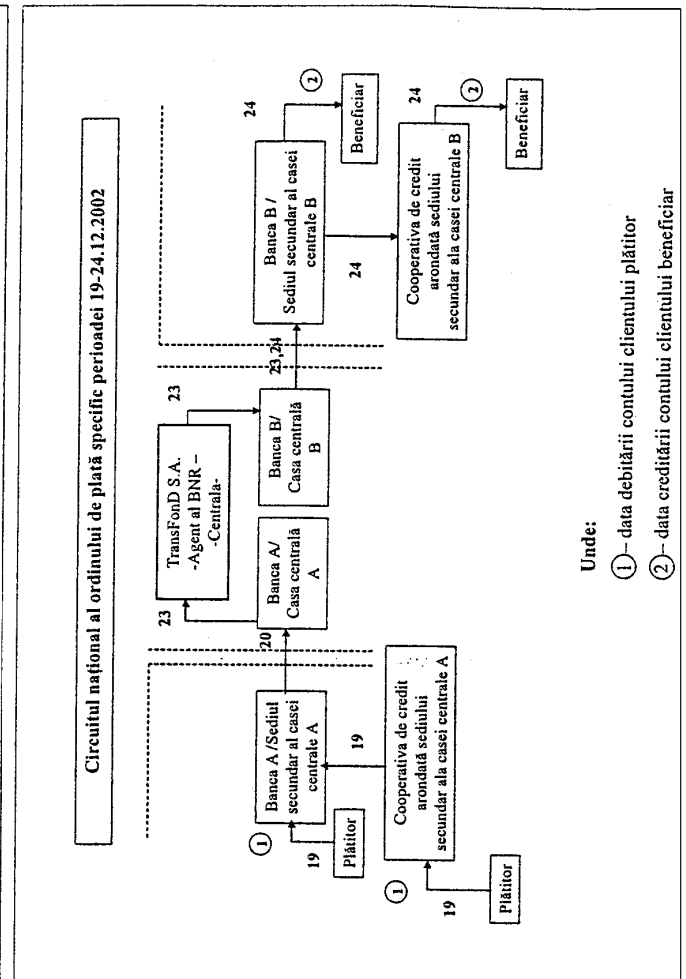 Circuitul național al ordinului de plată specific perioadei 19-24.12.2002
TransFonD S.A.
-Agent al BNR –
-Centrala-
23
23
Banca A /Sediul
secundar al casei
centrale A
20
Banca A/
Casa centrală
A
Banca B/
Casa centrală
B
23,24
Banca B /
Sediul secundar al casei
centrale B
24
2
Beneficiar
1
19
Plătitor
19
24
Cooperativa de credit
arondată sediului
secundar ala casei centrale A
1
19
Plătitor
Cooperativa de credit
arondată sediului
secundar ala casei centrale B
24
2
Beneficiar
Unde:
1 – data debitării contului clientului plătitor
2 – data creditării contului clientului beneficiar